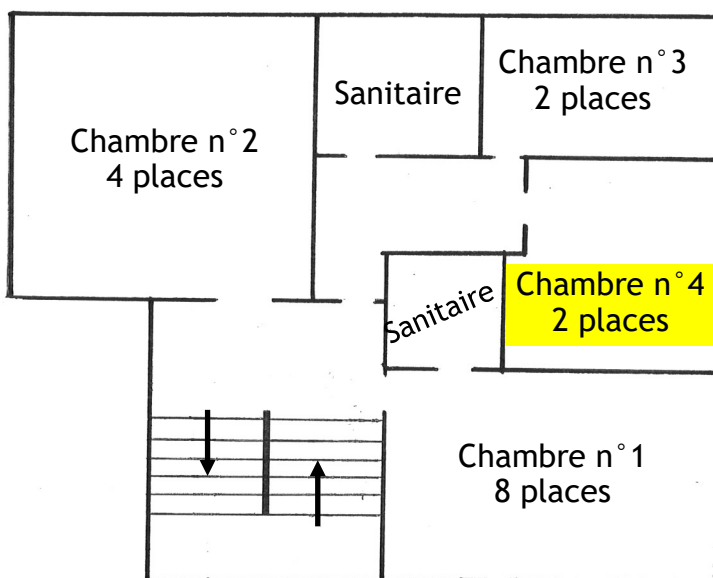 Chambre n°2
4 places
Sanitaire
Chambre n°3
2 places
Sanitaire
Chambre n°4
2 places
Chambre n°1
8 places